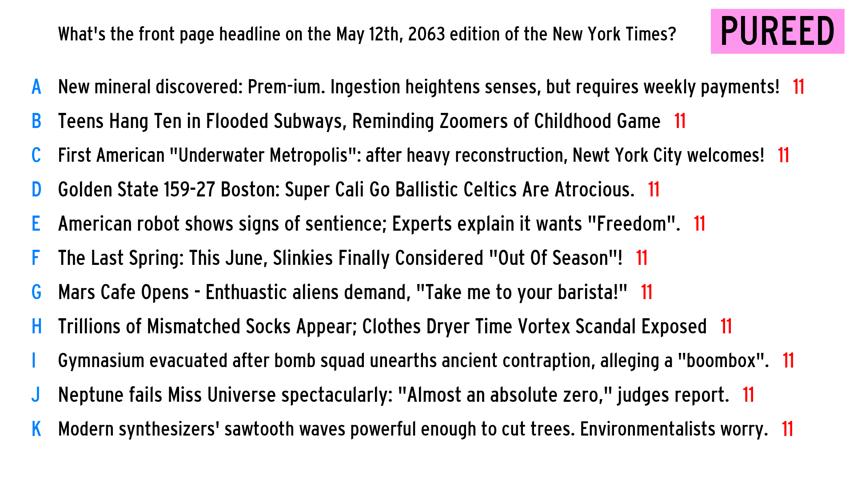 What's the front page headline on the May 12th, 2063 edition of the New York Times? PUREED
A New mineral discovered: Prem-ium. Ingestion heightens senses, but requires weekly payments! 11
B Teens Hang Ten in Flooded Subways, Reminding Zoomers of Childhood Game 11
C First American "Underwater Metropolis": after heavy reconstruction, Newt York City welcomes! 11
D Golden State 159-27 Boston: Super Cali Go Ballistic Celtics Are Atrocious. 11
E American robot shows signs of sentience; Experts explain it wants "Freedom". 11
F The Last Spring: This June, Slinkies Finally Considered "Out Of Season"! 11
G Mars Cafe Opens - Enthuastic aliens demand, "Take me to your barista!" 11
H Trillions of Mismatched Socks Appear; Clothes Dryer Time Vortex Scandal Exposed 11
I Gymnasium evacuated after bomb squad unearths ancient contraption, alleging a "boombox". 11
J Neptune fails Miss Universe spectacularly: "Almost an absolute zero," judges report. 11
K Modern synthesizers' sawtooth waves powerful enough to cut trees. Environmentalists worry. 11